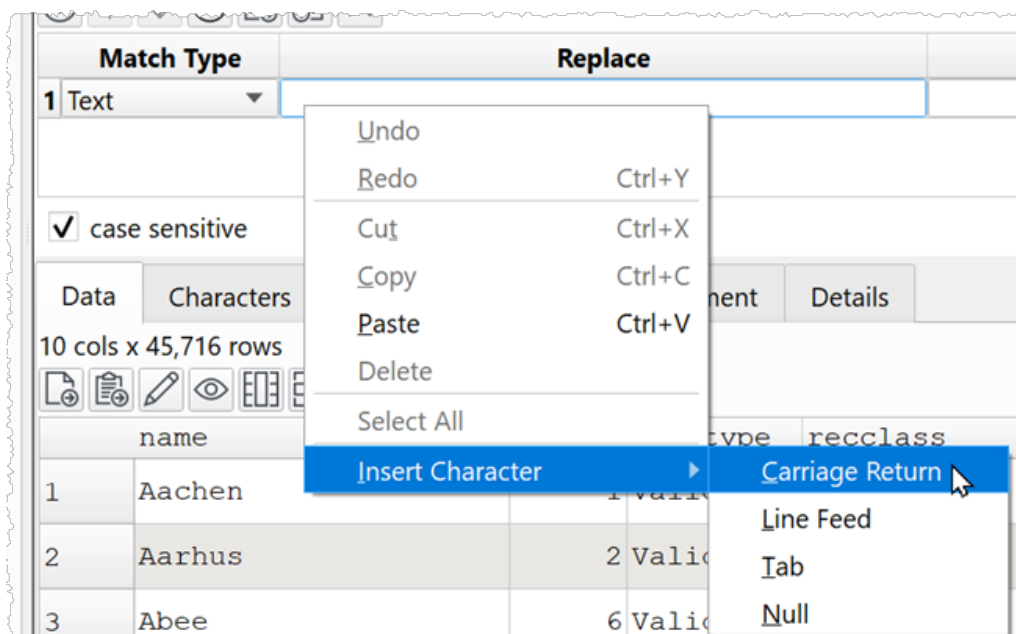 Match Type Replace
1 Text
Undo
Redo Ctrl+Y
case sensitive
Cut Ctrl+X
Copy Ctrl+C
Data Characters Details
Paste Ctrl+V
10 cols x 45,716 rows
Delete
Select All
name recclass
Insert Character Carriage Return
1 Aachen
Line Feed
2 Aarhus 2
Tab
3 Abee 6
Null